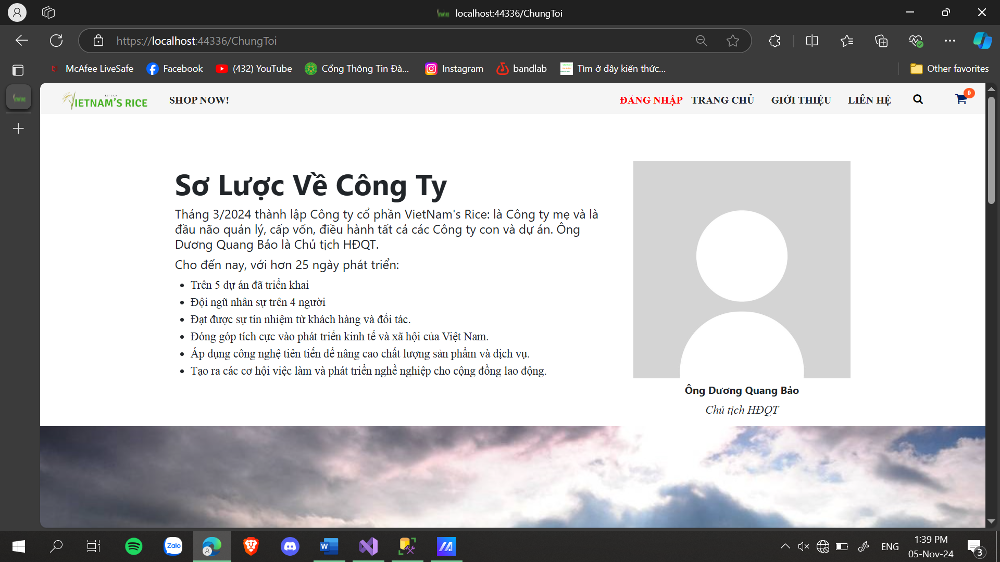 localhost:44336/ChungToi
https://localhost:44336/ChungToi
McAfee LiveSafe
Facebook
(432) YouTube
Cổng Thông Tin Đà...
Instagram
bandlab
Tìm ở đây kiến thức...
Other favorites
VIETNAM'S RICE
SHOP NOW!
ĐĂNG NHẬP
TRANG CHỦ
GIỚI THIỆU
LIÊN HỆ
0
Sơ Lược Về Công Ty
Tháng 3/2024 thành lập Công ty cổ phần VietNam's Rice: là Công ty mẹ và là
đầu não quản lý, cấp vốn, điều hành tất cả các Công ty con và dự án. Ông
Dương Quang Bảo là Chủ tịch HĐQT.
Cho đến nay, với hơn 25 ngày phát triển:
Trên 5 dự án đã triển khai
Đội ngũ nhân sự trên 4 người
Đạt được sự tín nhiệm từ khách hàng và đối tác.
Đóng góp tích cực vào phát triển kinh tế và xã hội của Việt Nam.
Áp dụng công nghệ tiên tiến để nâng cao chất lượng sản phẩm và dịch vụ.
Tạo ra các cơ hội việc làm và phát triển nghề nghiệp cho cộng đồng lao động.
Ông Dương Quang Bảo
Chủ tịch HĐQT
Zalo
W
ENG
1:39 PM
05-Nov-24
3